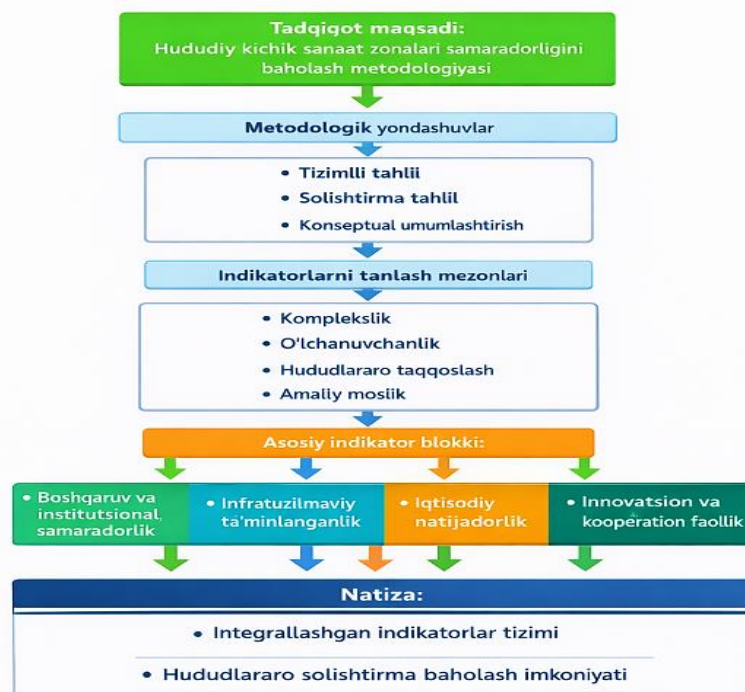 Tadqiqot maqsadi:
Hududiy kichik sanaat zonalari samaradorligini
baholash metodologiyasi
Metodologik yondashuvlar
• Tizimlli tahlii
• Solishtirma tahlil
• Konseptual umumlashtirish
Indikatorlarni tanlash mezonlari
• Komplekslik
• O'lchanuvchanlik
• Hududlararo taqqoslash
• Amaliy moslik
Asosiy indikator blokki:
• Boshqaruv va
institutsional,
samaradorlik
• Infratuzilmaviy
ta'minlanganlik
• Iqtisodiy
natijadorlik
• Innovatsion va
kooperation faollik
Natiza:
• Integrallashgan indikatorlar tizimi
• Hududlararo solishtirma baholash imkoniyati